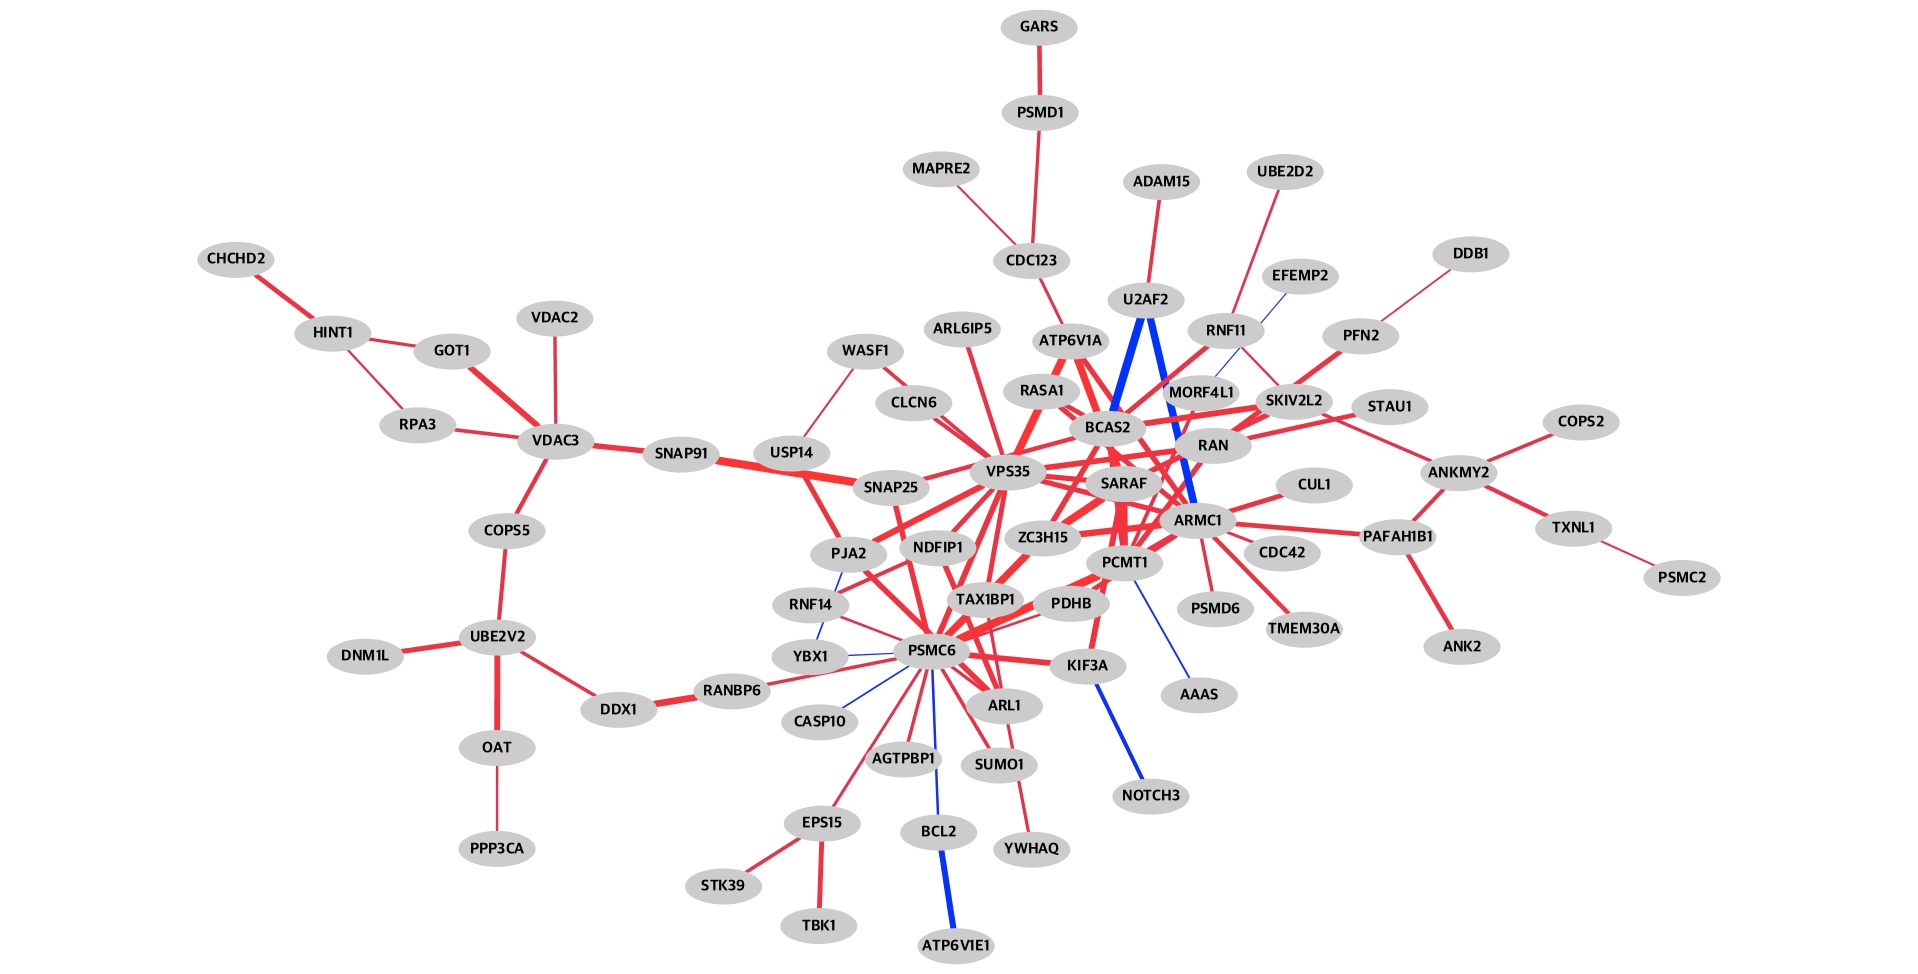 GARS
PSMD1
MAPRE2
ADAM15
UBE2D2
CDC123
CHCHD2
DDB1
EFEMP2
U2AF2
VDAC2
HINT1
ARL6IP5
RNF11
PFN2
ATP6V1A
GOT1
WASF1
RASA1
MORF4L1
CLCN6
SKIV2L2
STAU1
RPA3
BCAS2
COPS2
VDAC3
RAN
SNAP91
USP14
VPS35
ANKMY2
SNAP25
SARAF
CUL1
ARMC1
COPS5
TXNL1
ZC3H15
PAFAH1B1
NDFIP1
PJA2
CDC42
PCMT1
PSMC2
TAX1BP1
PDHB
RNF14
PSMD6
TMEM30A
UBE2V2
ANK2
PSMC6
DNM1L
YBX1
KIF3A
RANBP6
AAAS
ARL1
DDX1
CASP10
OAT
AGTPBP1
SUMO1
NOTCH3
EPS15
BCL2
PPP3CA
YWHAQ
STK39
TBK1
ATP6V1E1